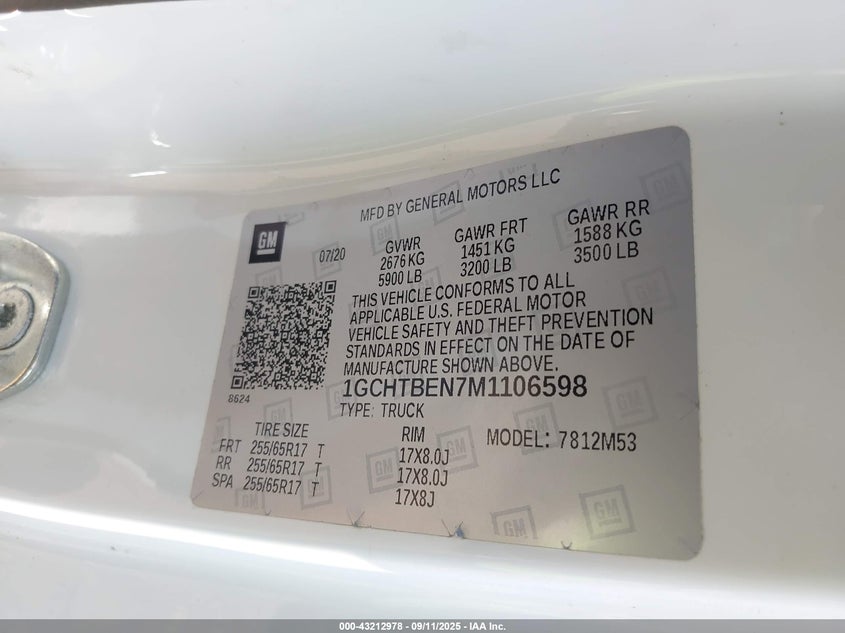 MFD BY GENERAL MOTORS LLC
GM
07/20
GVWR
2676 KG
5900 LB
GAWR FRT
1451 KG
3200 LB
GAWR RR
1588 KG
3500 LB
THIS VEHICLE CONFORMS TO ALL
APPLICABLE U.S. FEDERAL MOTOR
VEHICLE SAFETY AND THEFT PREVENTION
STANDARDS IN EFFECT ON THE DATE OF
MANUFACTURE SHOWN ABOVE.
8624
1GCHTBEN7M1106598
TYPE: TRUCK
TIRE SIZE RIM MODEL: 7812M53
FRT 255/65R17 T 17X8.0J
RR 255/65R17 T 17X8.0J
SPA 255/65R17 T 17X8J
000-43212978 - 09/11/2025 - IAA Inc.